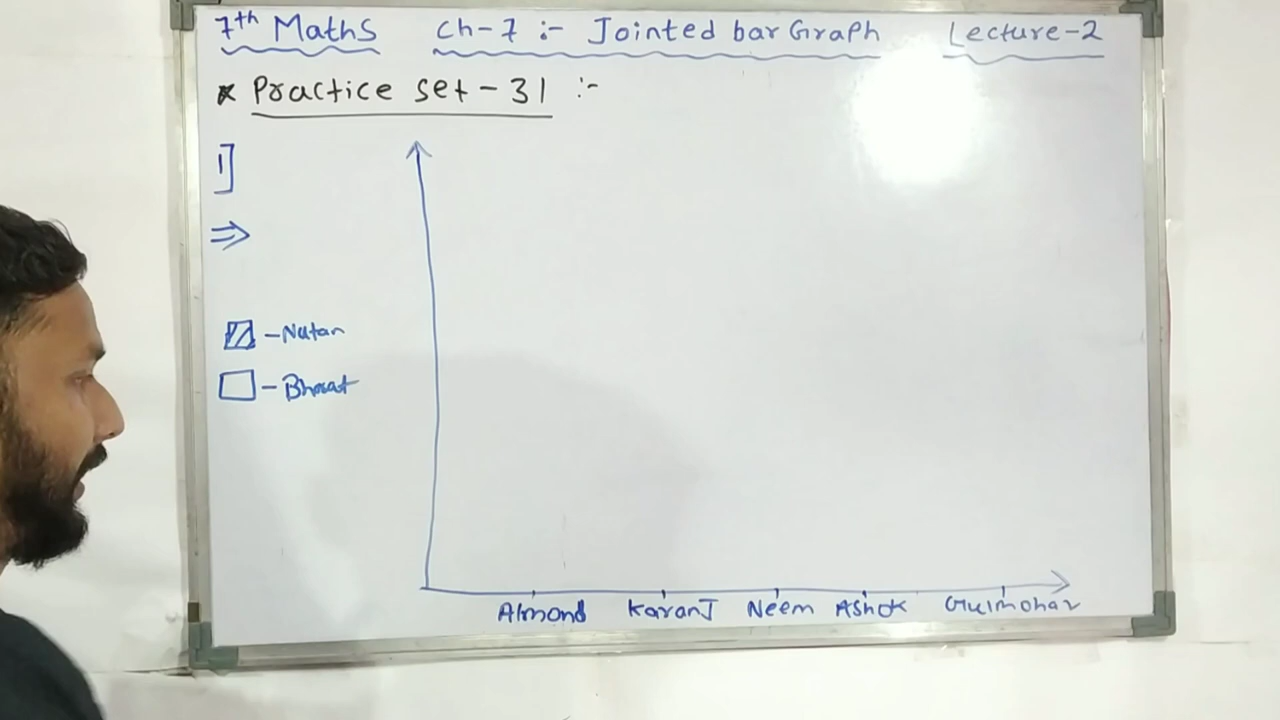 7th Maths Ch-7 :- Jointed bar Graph Lecture-2
* Practice set - 31 :-
1]
⇒
- Nutan
- Bharat
Almond Karanj Neem Ashok Gulmohar